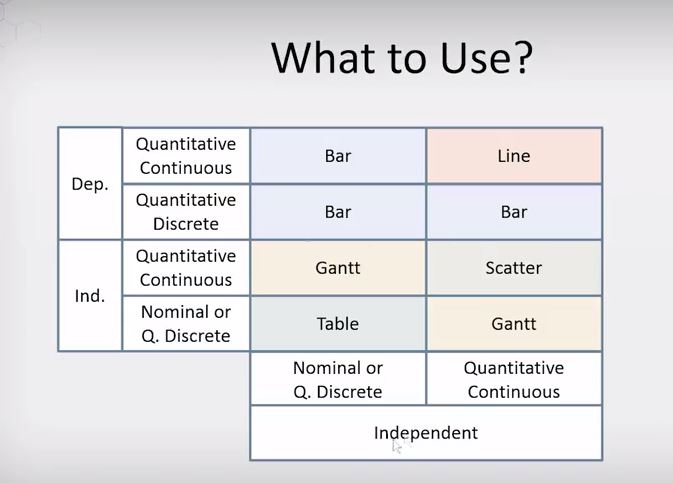 What to Use?
Dep.
Quantitative
Continuous
Bar
Line
Quantitative
Discrete
Bar
Bar
Ind.
Quantitative
Continuous
Gantt
Scatter
Nominal or
Q. Discrete
Table
Gantt
Nominal or
Q. Discrete
Quantitative
Continuous
Independent